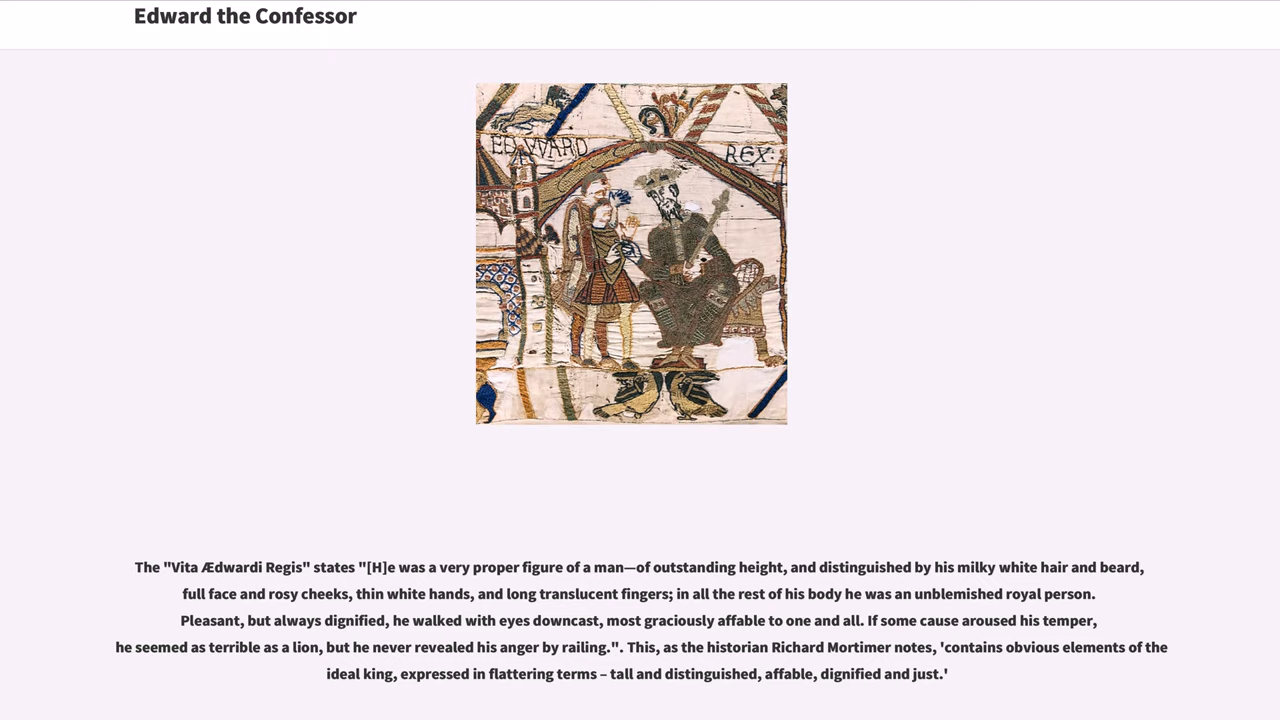 Edward the Confessor
EDVVARD REX:
The "Vita Ædwardi Regis" states "[H]e was a very proper figure of a man—of outstanding height, and distinguished by his milky white hair and beard,
full face and rosy cheeks, thin white hands, and long translucent fingers; in all the rest of his body he was an unblemished royal person.
Pleasant, but always dignified, he walked with eyes downcast, most graciously affable to one and all. If some cause aroused his temper,
he seemed as terrible as a lion, but he never revealed his anger by railing.". This, as the historian Richard Mortimer notes, 'contains obvious elements of the
ideal king, expressed in flattering terms – tall and distinguished, affable, dignified and just.'